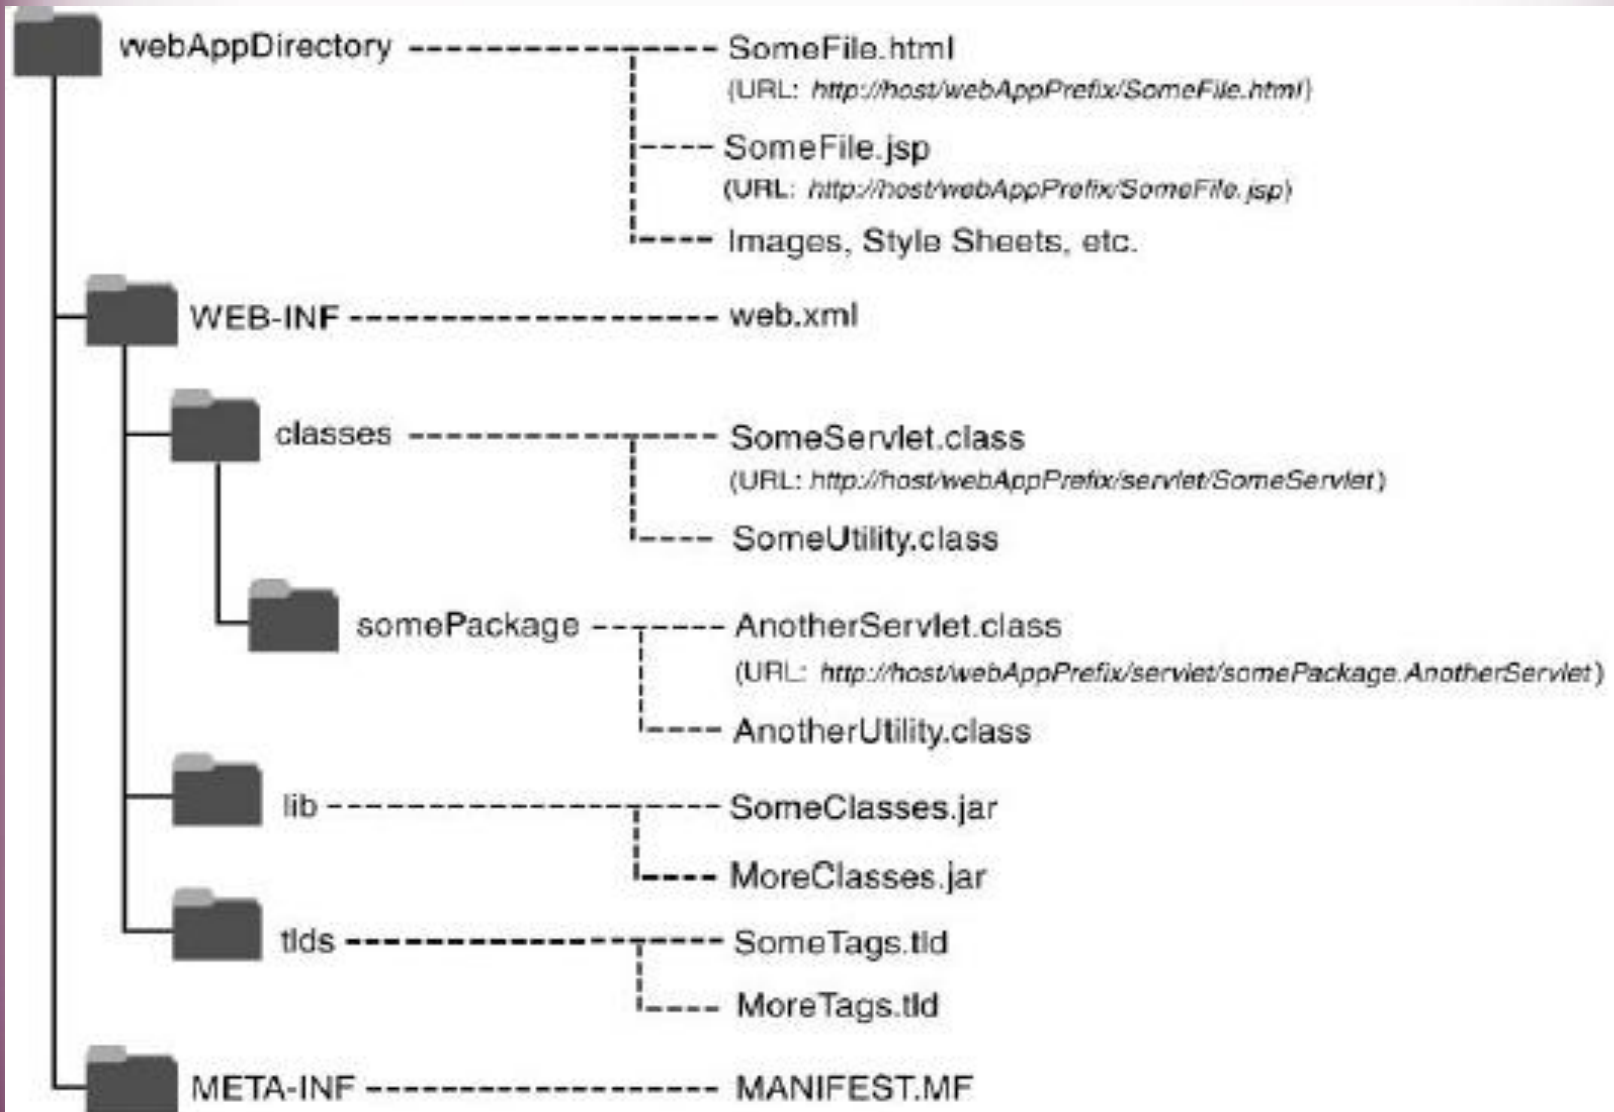 webAppDirectory SomeFile.html
(URL: http://host/webAppPrefix/SomeFile.html)
SomeFile.jsp
(URL: http://host/webAppPrefix/SomeFile.jsp)
Images, Style Sheets, etc.
WEB-INF web.xml
classes SomeServlet.class
(URL: http://host/webAppPrefix/servlet/SomeServlet)
SomeUtility.class
somePackage AnotherServlet.class
(URL: http://host/webAppPrefix/servlet/somePackage.AnotherServlet)
AnotherUtility.class
lib SomeClasses.jar
MoreClasses.jar
tlds SomeTags.tld
MoreTags.tld
META-INF MANIFEST.MF